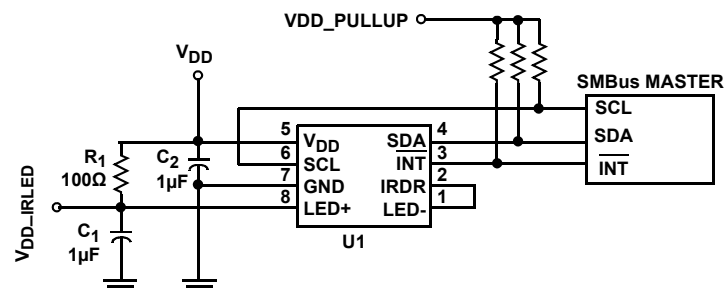 VDD_PULLUP
VDD
SMBus MASTER
SCL
SDA
INT
R1
100Ω
C2
1µF
VDD_IRLED
C1
1µF
5
6
7
8
VDD
SCL
GND
LED+
SDA
INT
IRDR
LED-
4
3
2
1
U1